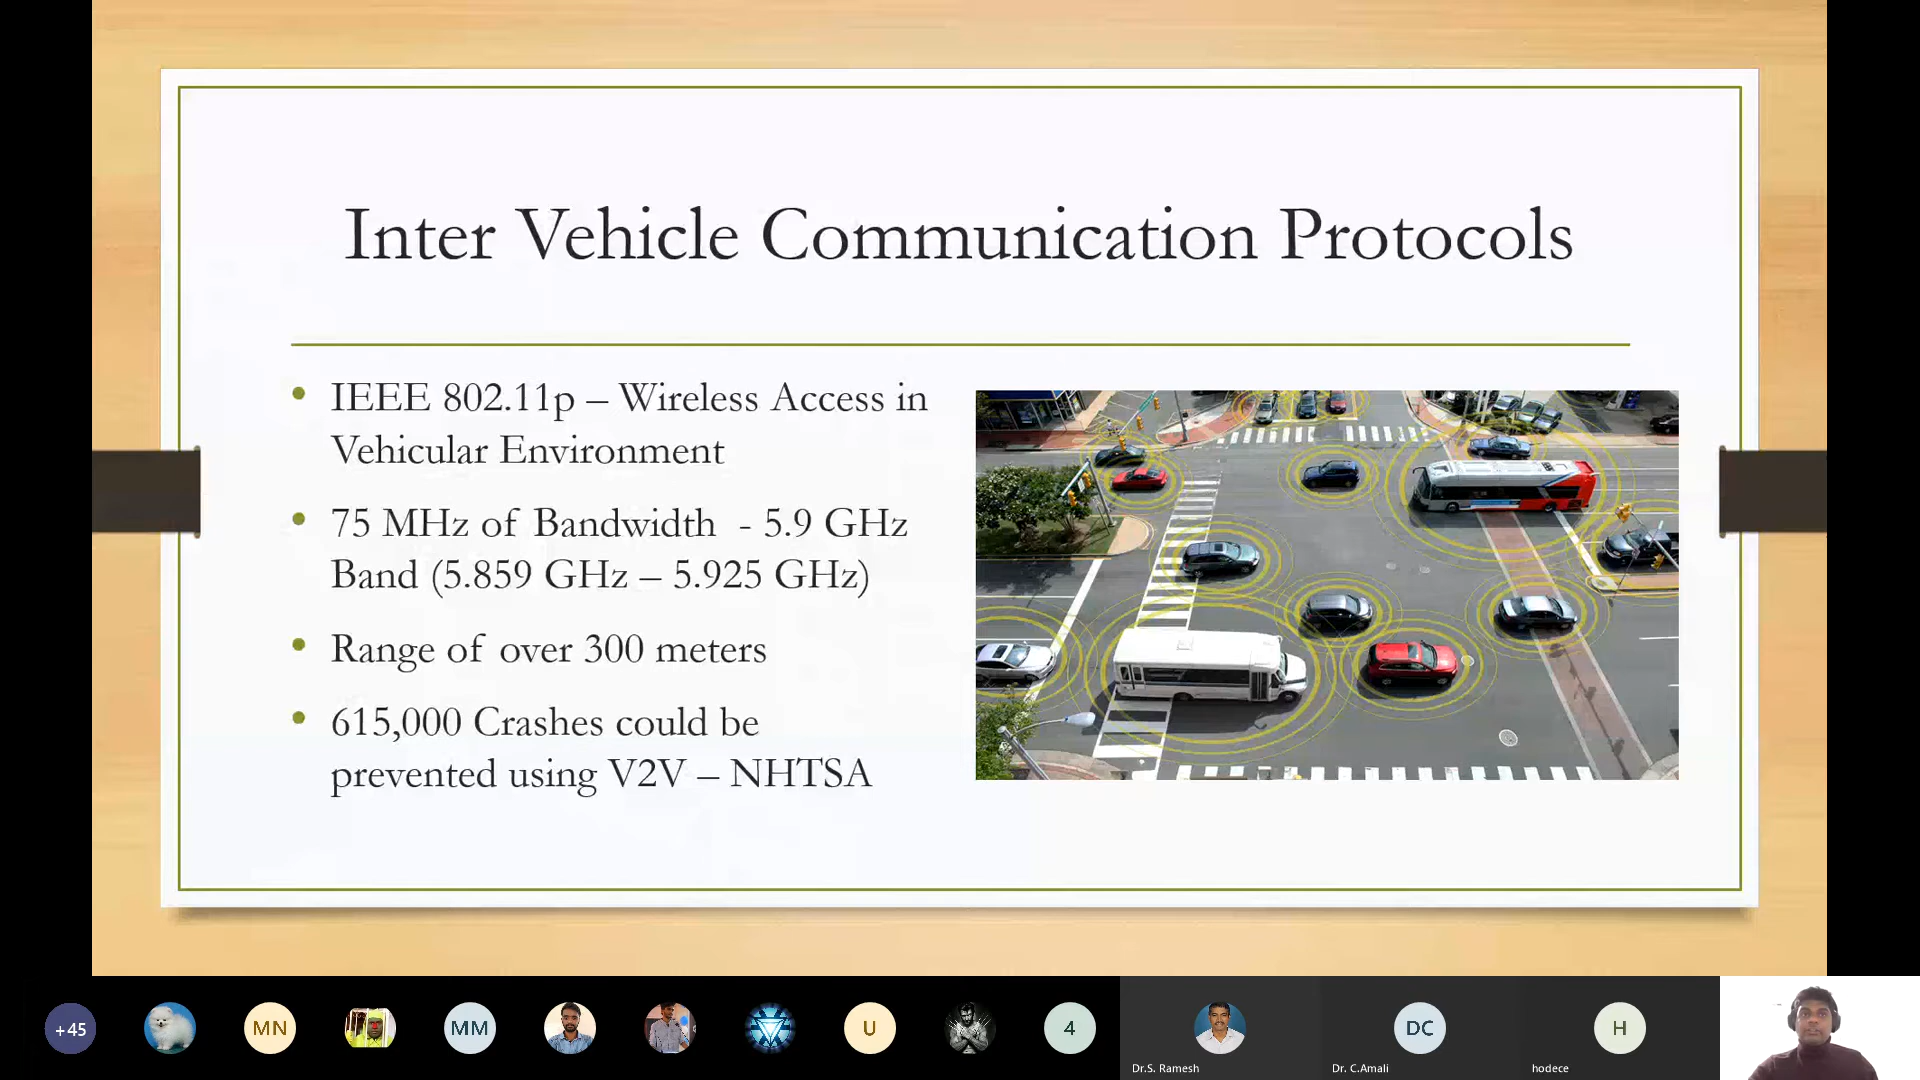 Inter Vehicle Communication Protocols
• IEEE 802.11p – Wireless Access in
Vehicular Environment
• 75 MHz of Bandwidth - 5.9 GHz
Band (5.859 GHz – 5.925 GHz)
• Range of over 300 meters
• 615,000 Crashes could be
prevented using V2V – NHTSA
+45
MN
MM
U
4
DC
H
Dr.S. Ramesh
Dr. C.Amali
hodece